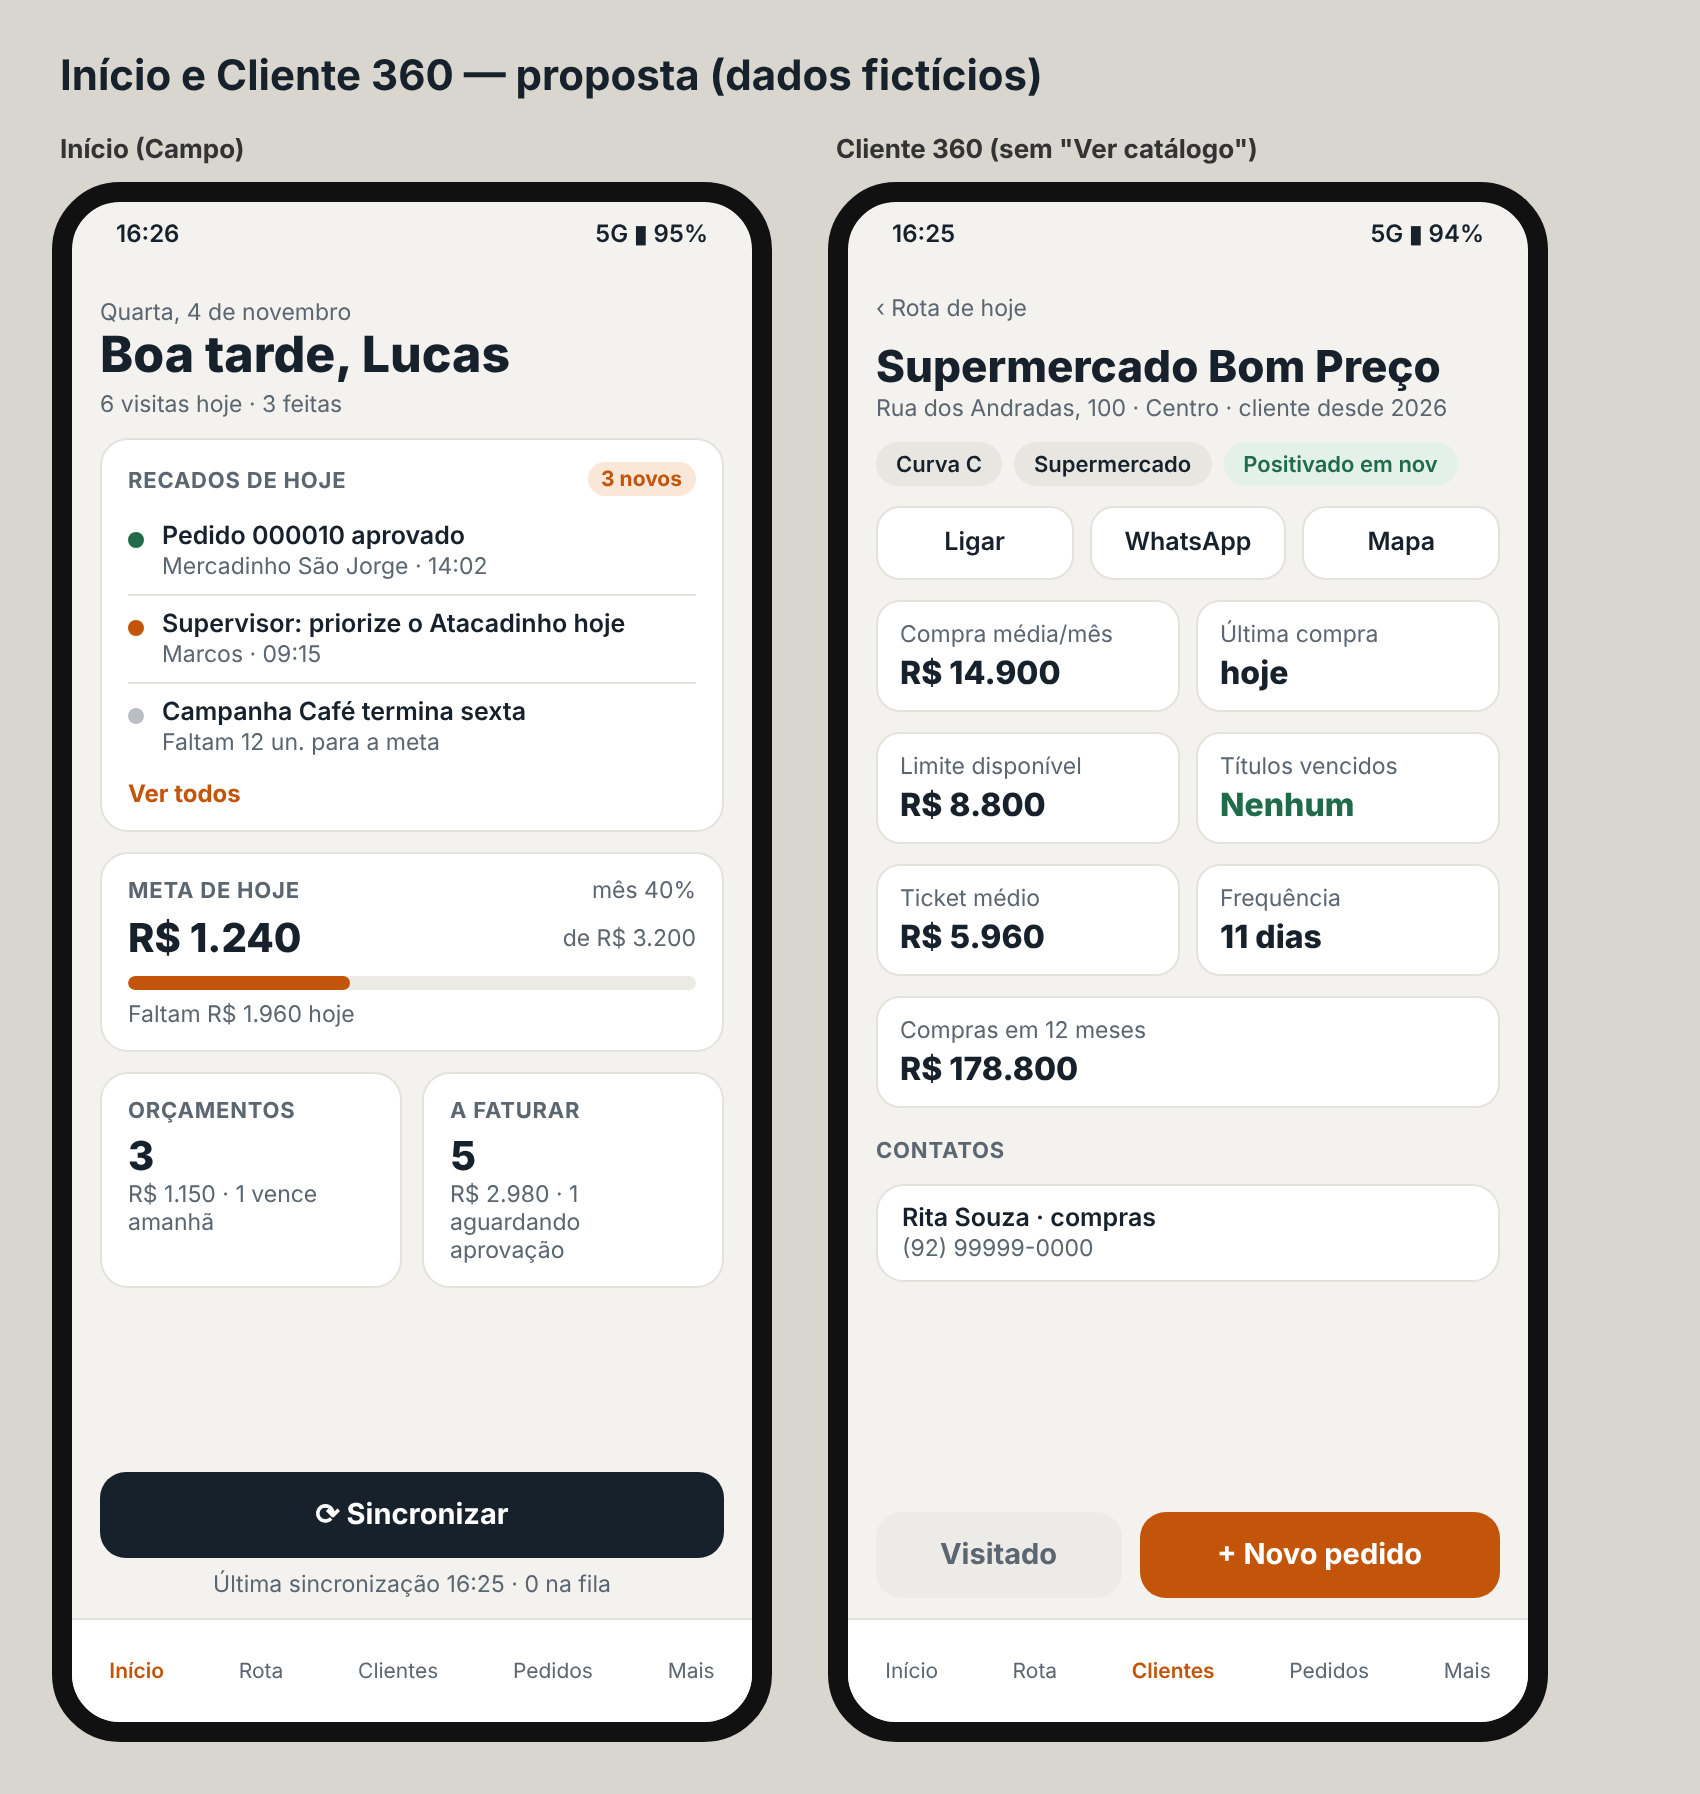 Início e Cliente 360 — proposta (dados fictícios)
Início (Campo)
16:26
5G ▮ 95%
Quarta, 4 de novembro
Boa tarde, Lucas
6 visitas hoje · 3 feitas
RECADOS DE HOJE
3 novos
Pedido 000010 aprovado
Mercadinho São Jorge · 14:02
Supervisor: priorize o Atacadinho hoje
Marcos · 09:15
Campanha Café termina sexta
Faltam 12 un. para a meta
Ver todos
META DE HOJE
mês 40%
R$ 1.240
de R$ 3.200
Faltam R$ 1.960 hoje
ORÇAMENTOS
3
R$ 1.150 · 1 vence
amanhã
A FATURAR
5
R$ 2.980 · 1
aguardando
aprovação
⟳ Sincronizar
Última sincronização 16:25 · 0 na fila
Início
Rota
Clientes
Pedidos
Mais
Cliente 360 (sem "Ver catálogo")
16:25
5G ▮ 94%
‹ Rota de hoje
Supermercado Bom Preço
Rua dos Andradas, 100 · Centro · cliente desde 2026
Curva C
Supermercado
Positivado em nov
Ligar
WhatsApp
Mapa
Compra média/mês
R$ 14.900
Última compra
hoje
Limite disponível
R$ 8.800
Títulos vencidos
Nenhum
Ticket médio
R$ 5.960
Frequência
11 dias
Compras em 12 meses
R$ 178.800
CONTATOS
Rita Souza · compras
(92) 99999-0000
Visitado
+ Novo pedido
Início
Rota
Clientes
Pedidos
Mais